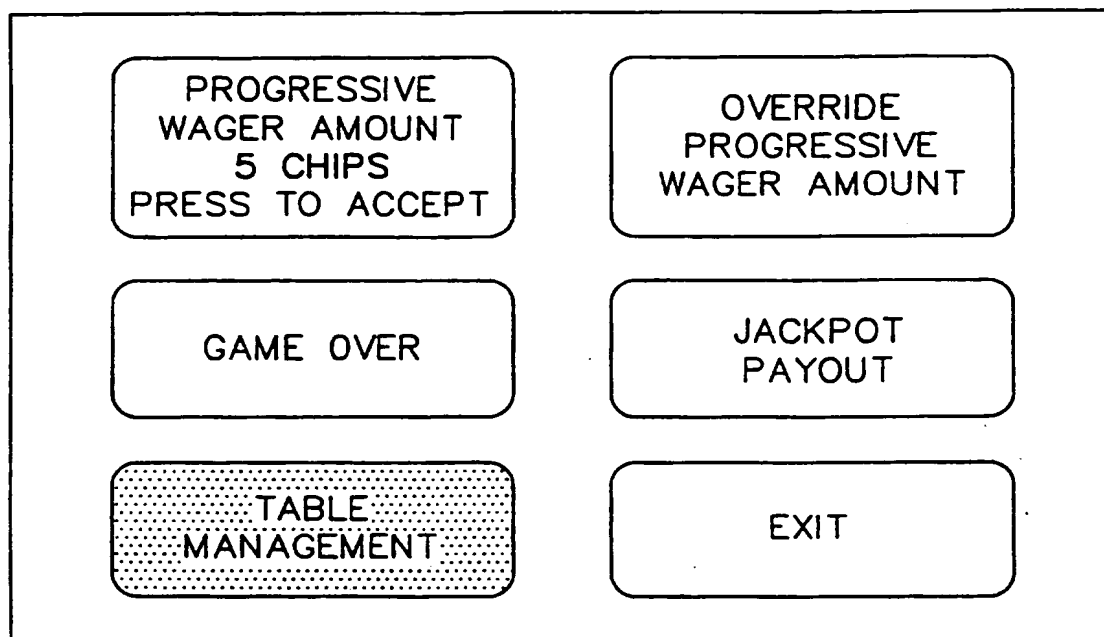 PROGRESSIVE
WAGER AMOUNT
5 CHIPS
PRESS TO ACCEPT
OVERRIDE
PROGRESSIVE
WAGER AMOUNT
GAME OVER
JACKPOT
PAYOUT
TABLE
MANAGEMENT
EXIT